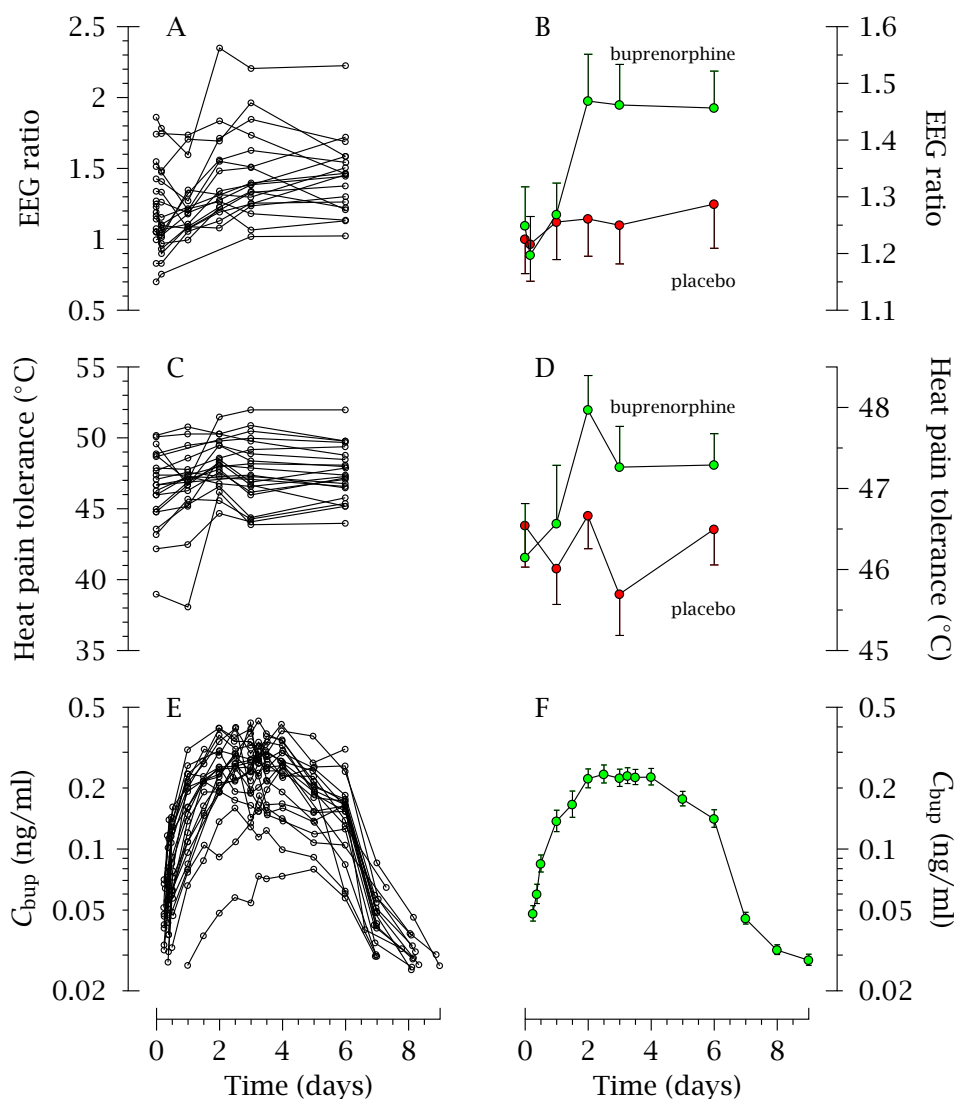 A
B
2.5
2
1.5
1
0.5
EEG ratio
buprenorphine
placebo
1.6
1.5
1.4
1.3
1.2
1.1
EEG ratio
C
D
55
50
45
40
35
Heat pain tolerance (°C)
buprenorphine
placebo
48
47
46
45
Heat pain tolerance (°C)
E
F
0.5
0.2
0.1
0.05
0.02
Cbup (ng/ml)
0.5
0.2
0.1
0.05
0.02
Cbup (ng/ml)
0 2 4 6 8
Time (days)
0 2 4 6 8
Time (days)